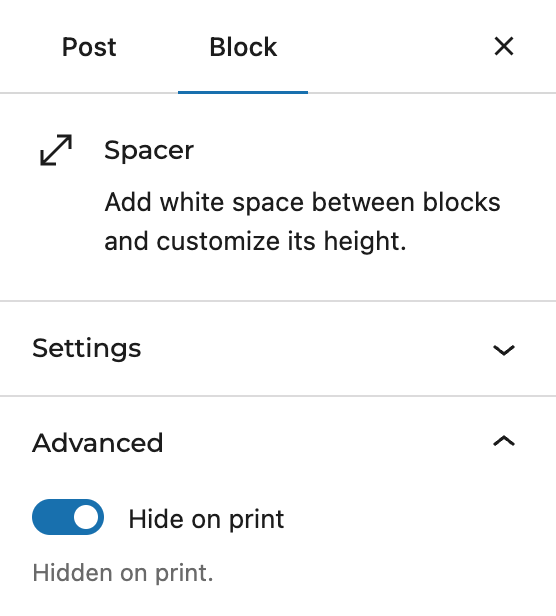 Post Block
Spacer
Add white space between blocks
and customize its height.
Settings
Advanced
Hide on print
Hidden on print.